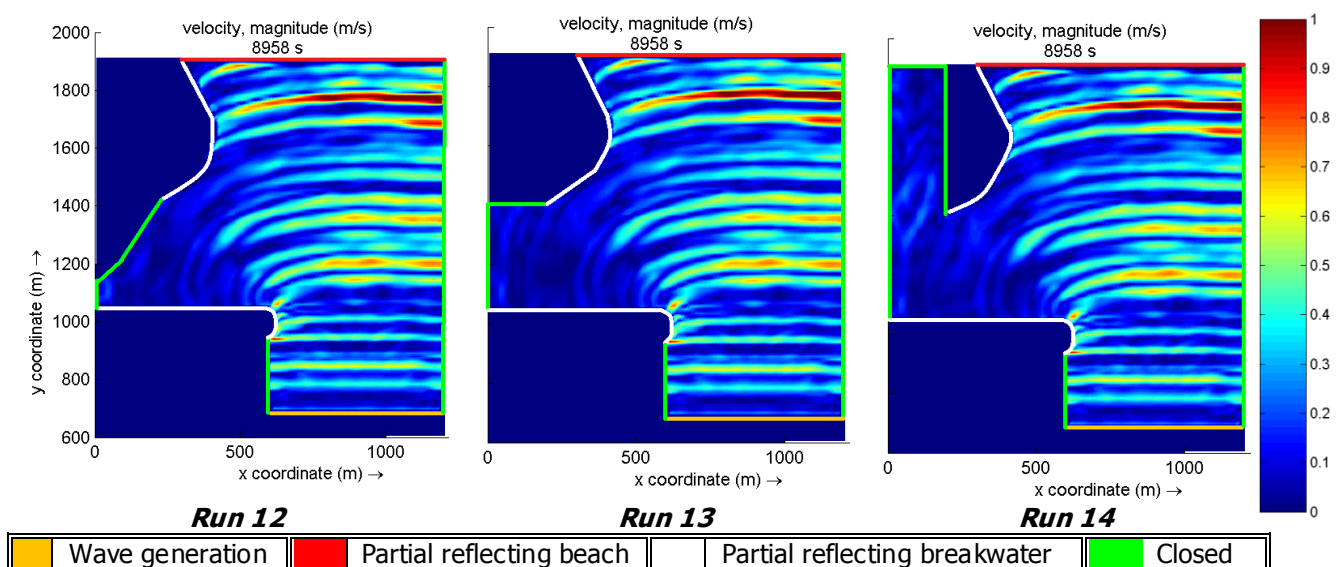 velocity, magnitude (m/s)
8958 s
velocity, magnitude (m/s)
8958 s
velocity, magnitude (m/s)
8958 s
2000
1800
1600
1400
1200
1000
800
600
y coordinate (m) →
0 500 1000
x coordinate (m) →
0 500 1000
x coordinate (m) →
0 500 1000
x coordinate (m) →
1
0.9
0.8
0.7
0.6
0.5
0.4
0.3
0.2
0.1
0
Run 12 Run 13 Run 14
Wave generation Partial reflecting beach Partial reflecting breakwater Closed